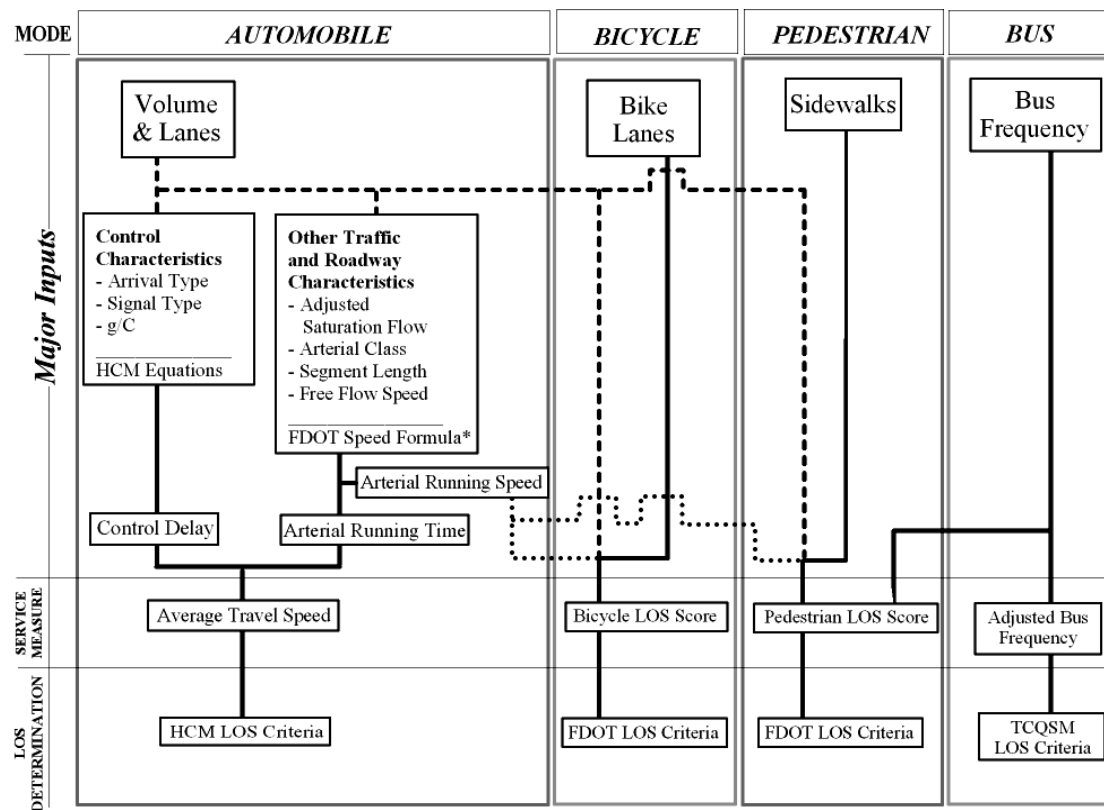 MODE
AUTOMOBILE
BICYCLE
PEDESTRIAN
BUS
Major Inputs
Volume
& Lanes
Bike
Lanes
Sidewalks
Bus
Frequency
Control
Characteristics
- Arrival Type
- Signal Type
- g/C
HCM Equations
Other Traffic
and Roadway
Characteristics
- Adjusted
Saturation Flow
- Arterial Class
- Segment Length
- Free Flow Speed
FDOT Speed Formula*
Arterial Running Speed
Control Delay
Arterial Running Time
SERVICE
MEASURE
Average Travel Speed
Bicycle LOS Score
Pedestrian LOS Score
Adjusted Bus
Frequency
LOS
DETERMINATION
HCM LOS Criteria
FDOT LOS Criteria
FDOT LOS Criteria
TCQSM
LOS Criteria